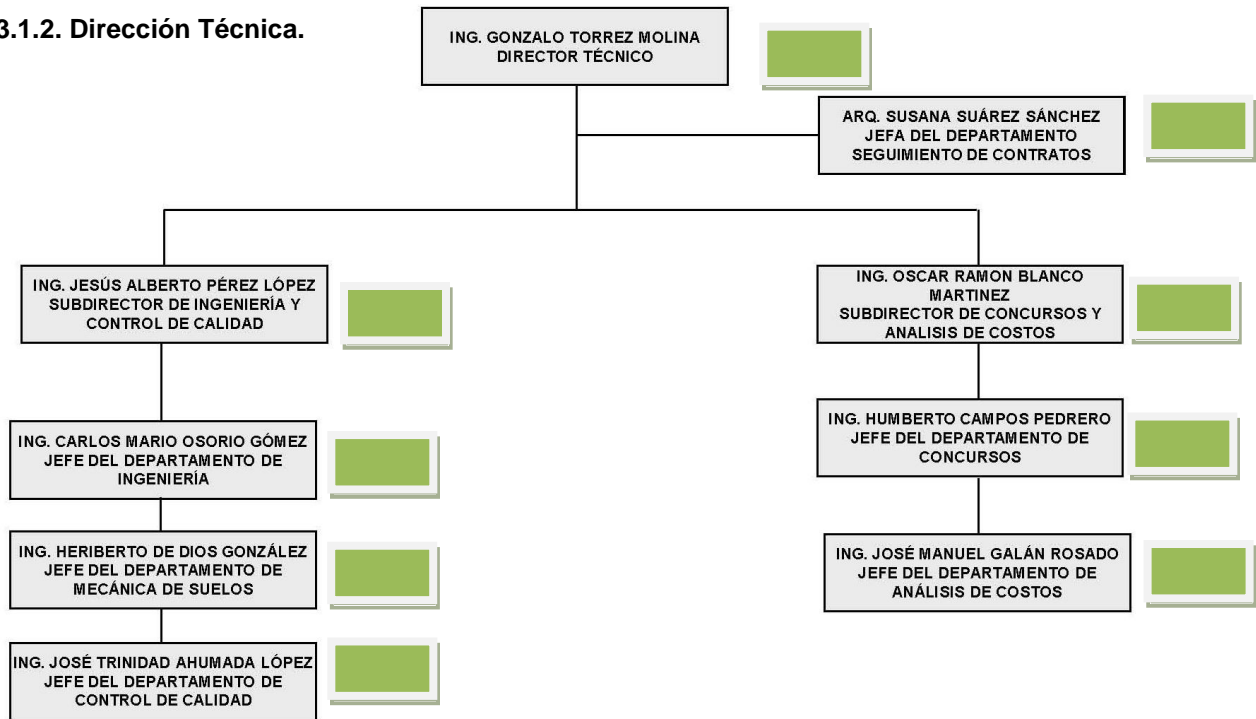 3.1.2. Dirección Técnica.
ING. GONZALO TORREZ MOLINA
DIRECTOR TÉCNICO
ARQ. SUSANA SUÁREZ SÁNCHEZ
JEFA DEL DEPARTAMENTO
SEGUIMIENTO DE CONTRATOS
ING. JESÚS ALBERTO PÉREZ LÓPEZ
SUBDIRECTOR DE INGENIERÍA Y
CONTROL DE CALIDAD
ING. OSCAR RAMON BLANCO
MARTINEZ
SUBDIRECTOR DE CONCURSOS Y
ANALISIS DE COSTOS
ING. CARLOS MARIO OSORIO GÓMEZ
JEFE DEL DEPARTAMENTO DE
INGENIERÍA
ING. HUMBERTO CAMPOS PEDRERO
JEFE DEL DEPARTAMENTO DE
CONCURSOS
ING. HERIBERTO DE DIOS GONZÁLEZ
JEFE DEL DEPARTAMENTO DE
MECÁNICA DE SUELOS
ING. JOSÉ MANUEL GALÁN ROSADO
JEFE DEL DEPARTAMENTO DE
ANÁLISIS DE COSTOS
ING. JOSÉ TRINIDAD AHUMADA LÓPEZ
JEFE DEL DEPARTAMENTO DE
CONTROL DE CALIDAD